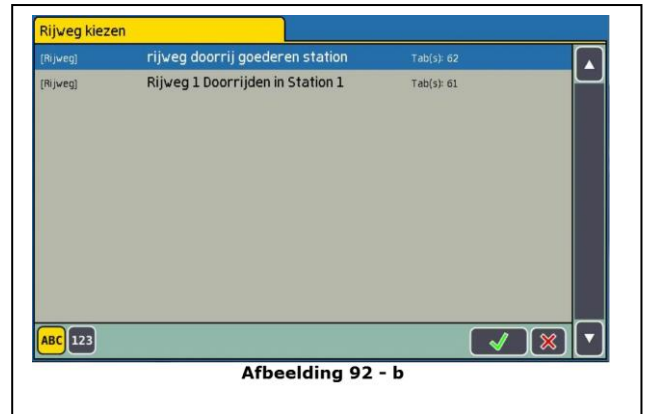 Rijweg kiezen
[Rijweg] rijweg doorrij goederen station Tab(s): 62
[Rijweg] Rijweg 1 Doorrijden in Station 1 Tab(s): 61
ABC 123
Afbeelding 92 - b